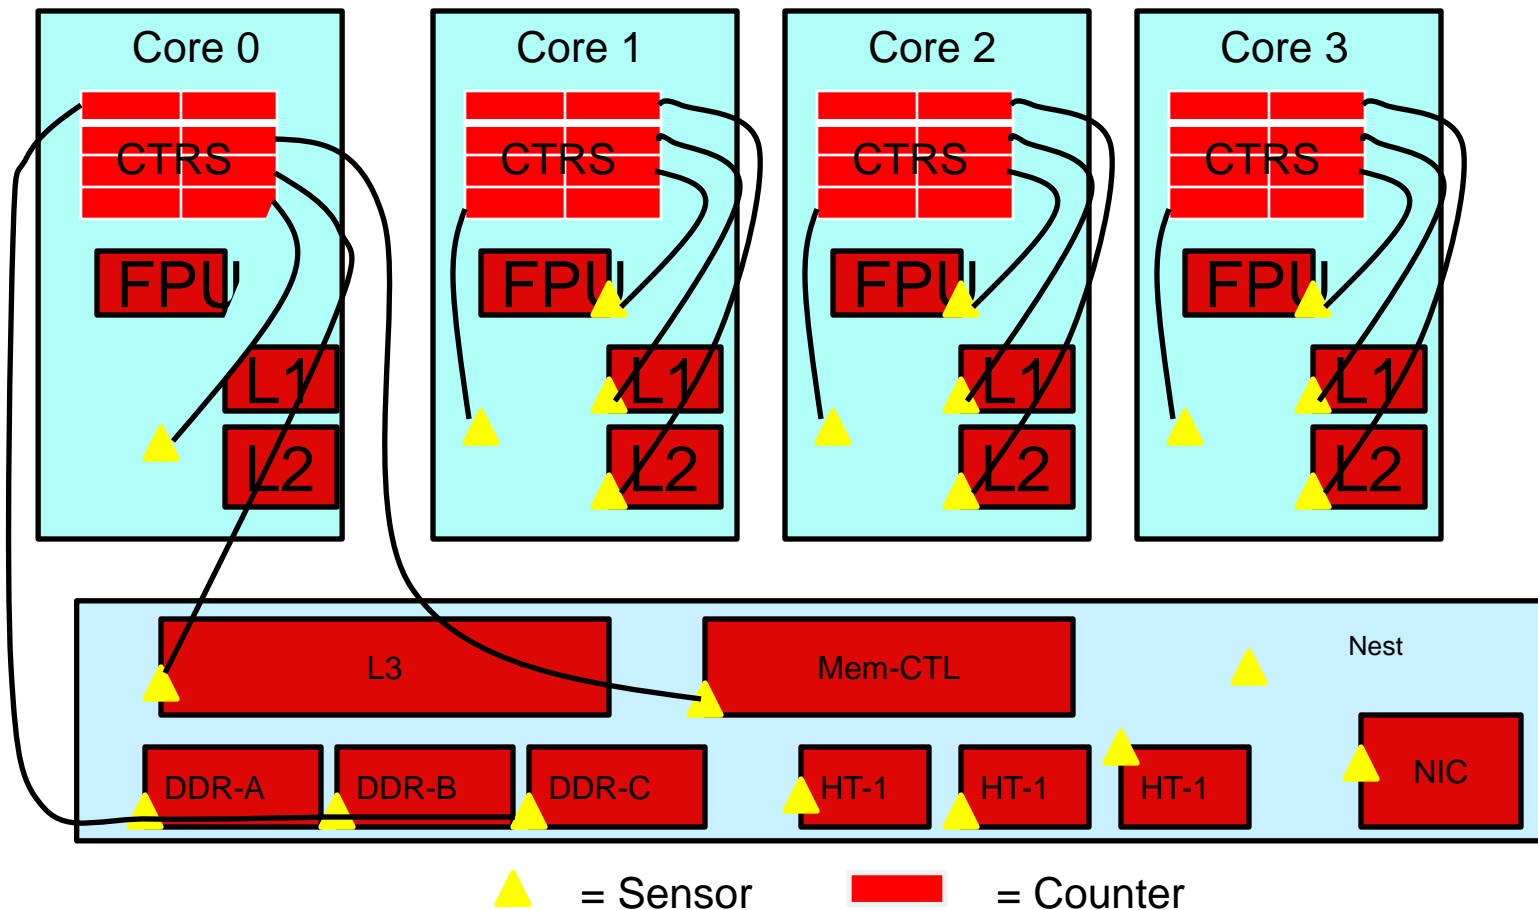 Core 0
Core 1
Core 2
Core 3
CTRS
CTRS
CTRS
CTRS
FPU
FPU
FPU
FPU
L1
L1
L1
L1
L2
L2
L2
L2
Nest
L3
Mem-CTL
DDR-A
DDR-B
DDR-C
HT-1
HT-1
HT-1
NIC
= Sensor
= Counter